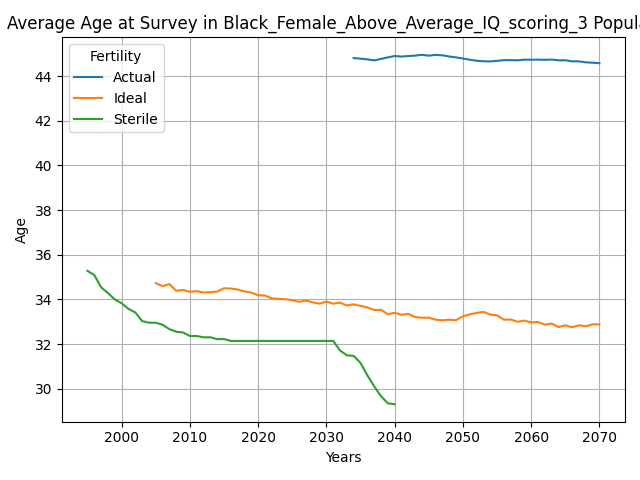 Average Age at Survey in Black_Female_Above_Average_IQ_scoring_3 Popul
Fertility
Actual
Ideal
Sterile
44
42
40
38
36
34
32
30
Age
2000 2010 2020 2030 2040 2050 2060 2070
Years